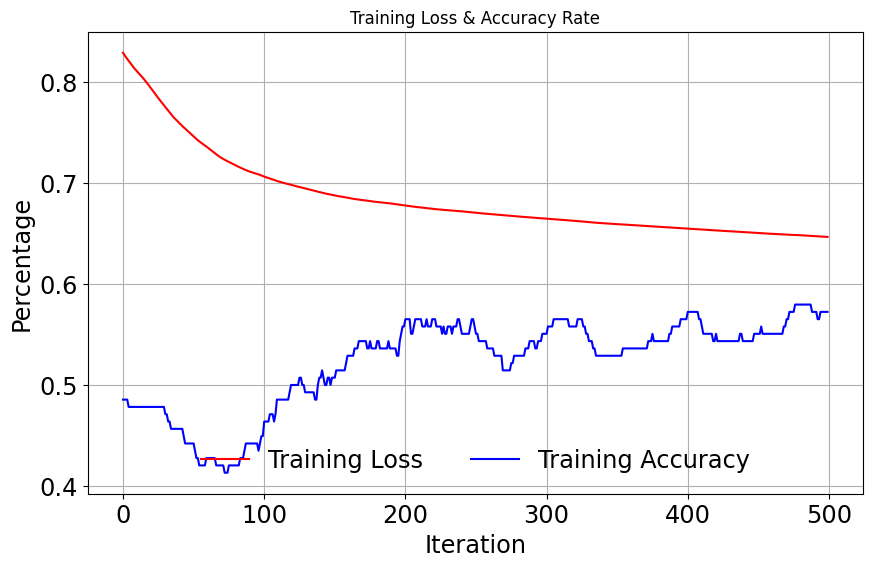 Training Loss & Accuracy Rate
Percentage
0.8
0.7
0.6
0.5
0.4
Training Loss
Training Accuracy
0
100
200
300
400
500
Iteration